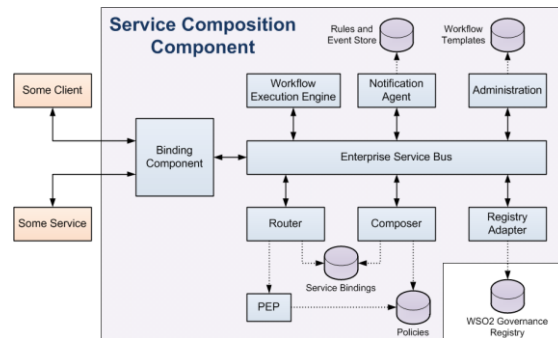 Service Composition
Component
Rules and
Event Store
Workflow
Templates
Some Client
Workflow
Execution Engine
Notification
Agent
Administration
Binding
Component
Enterprise Service Bus
Some Service
Router
Composer
Registry
Adapter
Service Bindings
PEP
Policies
WSO2 Governance
Registry